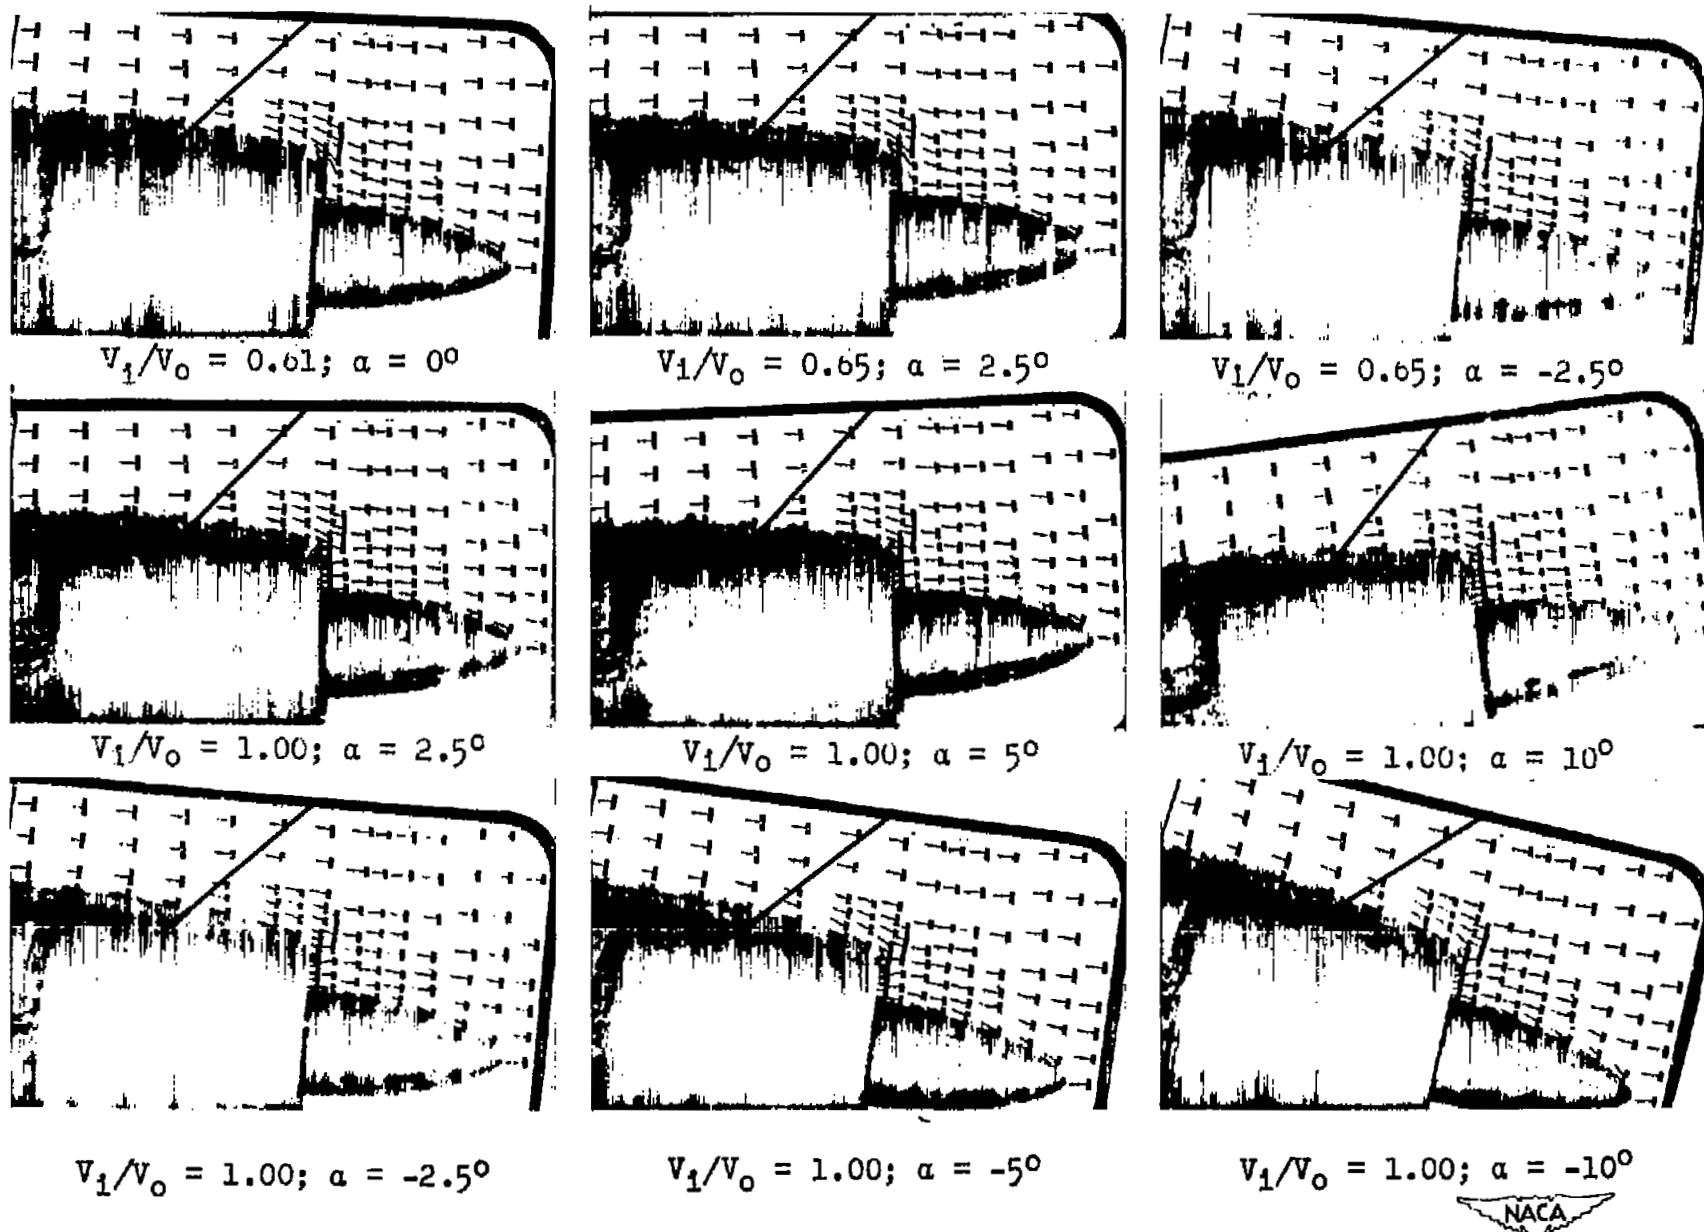 V₁/V₀ = 0.61; α = 0°
V₁/V₀ = 0.65; α = 2.5°
V₁/V₀ = 0.65; α = -2.5°
V₁/V₀ = 1.00; α = 2.5°
V₁/V₀ = 1.00; α = 5°
V₁/V₀ = 1.00; α = 10°
V₁/V₀ = 1.00; α = -2.5°
V₁/V₀ = 1.00; α = -5°
V₁/V₀ = 1.00; α = -10°
NACA